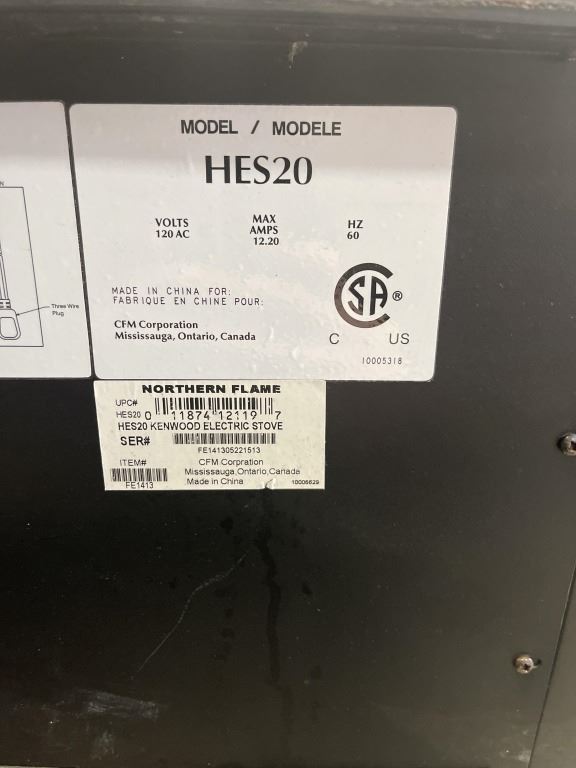 MODEL / MODELE
HES20
VOLTS
120 AC
MAX
AMPS
12.20
HZ
60
MADE IN CHINA FOR:
FABRIQUE EN CHINE POUR:
CFM Corporation
Mississauga, Ontario, Canada
CSA ®
C US
10005318
Three Wire
Plug
NORTHERN FLAME
UPC#
HES20 0 11874 12119 7
HES20 KENWOOD ELECTRIC STOVE
SER#
FE141305221513
ITEM#
FE1413
CFM Corpration
Mississauga,Ontario,Canada
Made in China
10006629